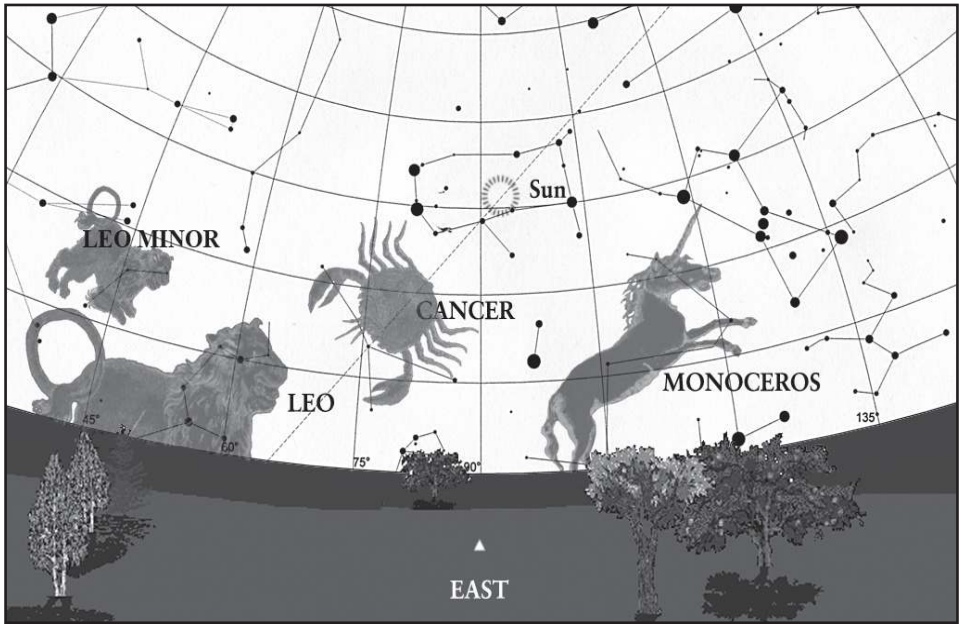 Sun
LEO MINOR
CANCER
MONOCEROS
LEO
45°
60°
75°
90°
135°
EAST